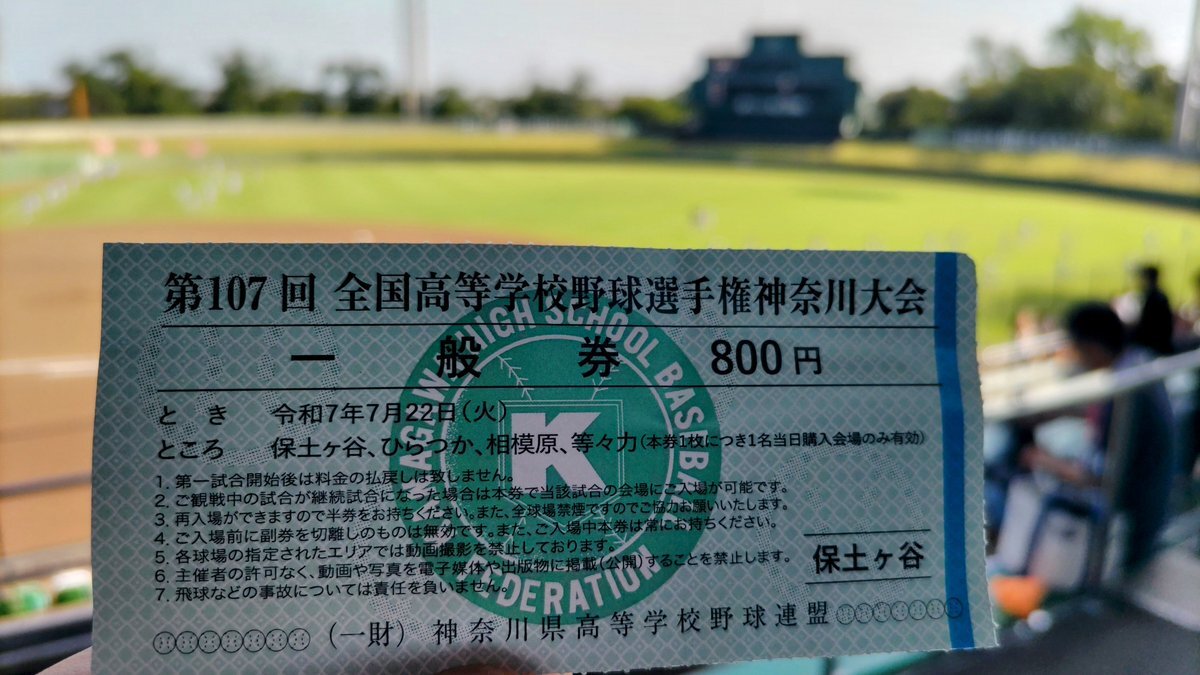 第107回 全国高等学校野球選手権神奈川大会
一般券 800円
とき 令和7年7月22日(火)
ところ 保土ヶ谷、ひらつか、相模原、等々力(本券1枚につき1名当日購入会場のみ有効)
1. 第一試合開始後は料金の払戻しは致しません。
2. ご観戦中の試合が継続試合になった場合は本券で当該試合の会場にご入場が可能です。
3. 再入場ができますので半券をお持ちください。また、全球場禁煙ですのでご協力お願いいたします。
4. ご入場前に副券を切離しのものは無効です。また、ご入場中本券は常にお持ちください。
5. 各球場の指定されたエリアでは動画撮影を禁止しております。
6. 主催者の許可なく、動画や写真を電子媒体や出版物に掲載(公開)することを禁止します。
7. 飛球などの事故については責任を負いません。
保土ヶ谷
(一財)神奈川県高等学校野球連盟
HIGH SCHOOL BASEBA
K
DERATION